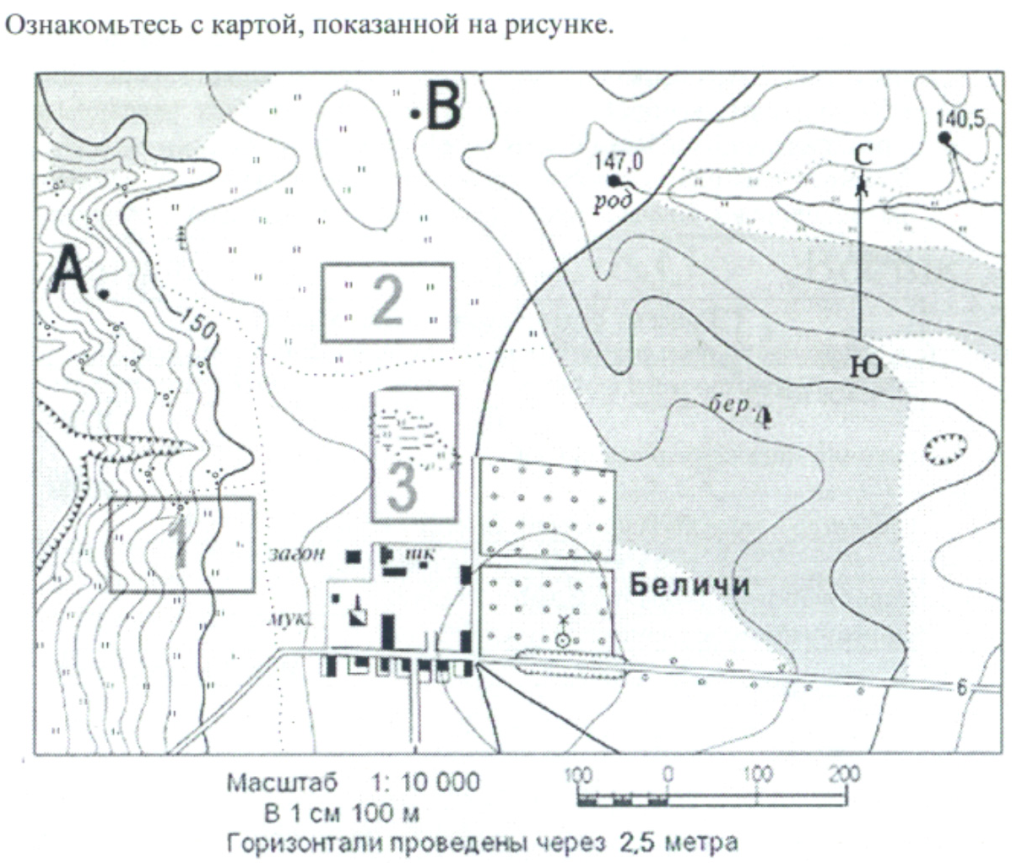 Ознакомьтесь с картой, показанной на рисунке.
В
140,5
С
147,0
род
А
2
150
Ю
бер.
3
1
загон
шк
Беличи
мук.
6
Масштаб 1: 10 000
100 0 100 200
В 1 см 100 м
Горизонтали проведены через 2,5 метра